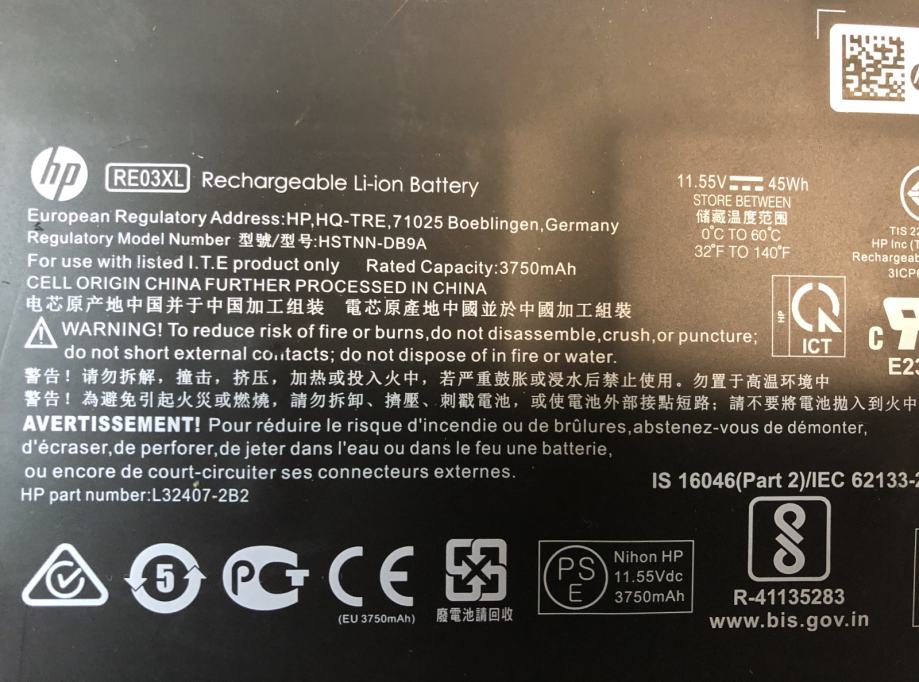 hp RE03XL Rechargeable Li-ion Battery
European Regulatory Address:HP,HQ-TRE,71025 Boeblingen,Germany
Regulatory Model Number 型號/型号:HSTNN-DB9A
For use with listed I.T.E product only Rated Capacity:3750mAh
CELL ORIGIN CHINA FURTHER PROCESSED IN CHINA
电芯原产地中国并于中国加工组装 電芯原產地中國並於中國加工組裝
WARNING! To reduce risk of fire or burns,do not disassemble,crush,or puncture;
do not short external contacts; do not dispose of in fire or water.
警告！请勿拆解，撞击，挤压，加热或投入火中，若严重鼓胀或浸水后禁止使用。勿置于高温环境中
警告！為避免引起火災或燃燒，請勿拆卸、擠壓、刺戳電池，或使電池外部接點短路；請不要將電池拋入到火中
AVERTISSEMENT! Pour réduire le risque d'incendie ou de brûlures,abstenez-vous de démonter,
d'écraser,de perforer,de jeter dans l'eau ou dans le feu une batterie,
ou encore de court-circuiter ses connecteurs externes.
HP part number:L32407-2B2
11.55V 45Wh
STORE BETWEEN
储藏温度范围
0°C TO 60°C
32°F TO 140°F
TIS 22
HP Inc (T
Rechargeab
3ICP6
HP
ICT
C
E23
IS 16046(Part 2)/IEC 62133-2
5
CE
(EU 3750mAh)
廢電池請回收
PS
E
Nihon HP
11.55Vdc
3750mAh
R-41135283
www.bis.gov.in